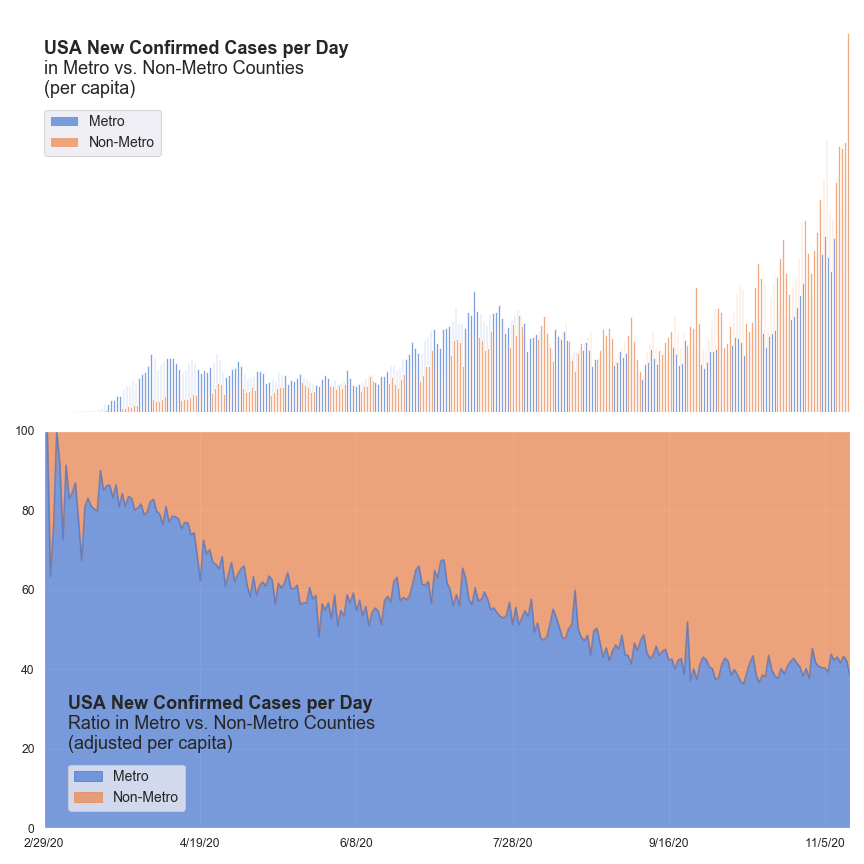 USA New Confirmed Cases per Day
in Metro vs. Non-Metro Counties
(per capita)
Metro
Non-Metro
100
80
60
40
20
0
USA New Confirmed Cases per Day
Ratio in Metro vs. Non-Metro Counties
(adjusted per capita)
Metro
Non-Metro
2/29/20 4/19/20 6/8/20 7/28/20 9/16/20 11/5/20